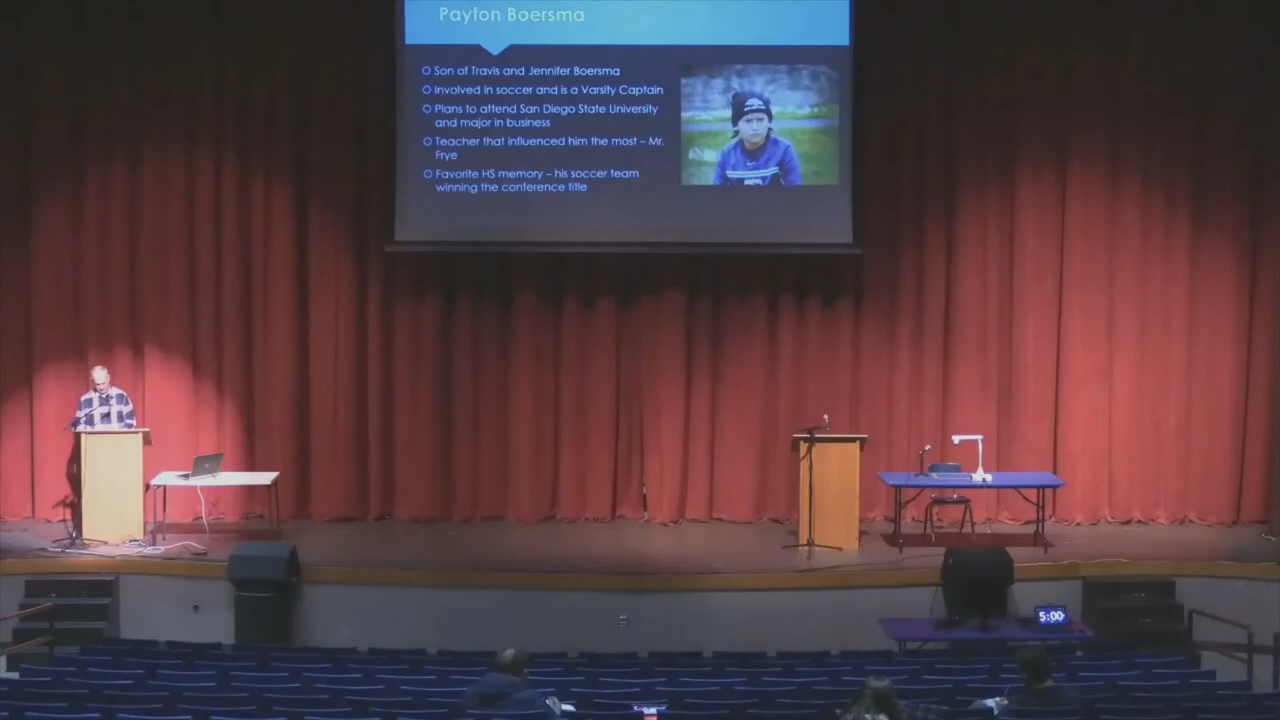 Payton Boersma
Son of Travis and Jennifer Boersma
Involved in soccer and is a Varsity Captain
Plans to attend San Diego State University
and major in business
Teacher that influenced him the most – Mr.
Frye
Favorite HS memory – his soccer team
winning the conference title
5:00